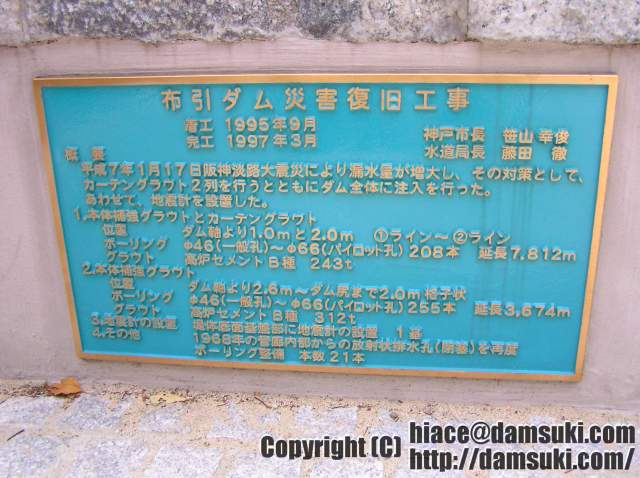 布引ダム災害復旧工事
着工 1995年9月
完工 1997年3月
神戸市長 笹山 幸俊
水道局長 藤田 徹
概要
平成7年1月17日阪神淡路大震災により漏水量が増大し、その対策として、
カーテングラウト2列を行うとともにダム全体に注入を行った。
あわせて、地震計を設置した。
1.本体補強グラウトとカーテングラウト
位置 ダム軸より1.0mと2.0m ①ライン〜②ライン
ボーリング φ46(一般孔)〜φ66(パイロット孔) 208本 延長7,812m
グラウト 高炉セメントB種 243t
2.本体補強グラウト
位置 ダム軸より2.6m〜ダム尻まで2.0m格子状
ボーリング φ46(一般孔)〜φ66(パイロット孔) 255本 延長3,674m
グラウト 高炉セメントB種 312t
3.地震計の設置 堤体底面基盤部に地震計の設置 1基
4.その他 1968年の管廊内部からの放射状排水孔(閉塞)を再度
ボーリング整備 本数21本
Copyright (C) hiace@damsuki.com
http://damsuki.com/